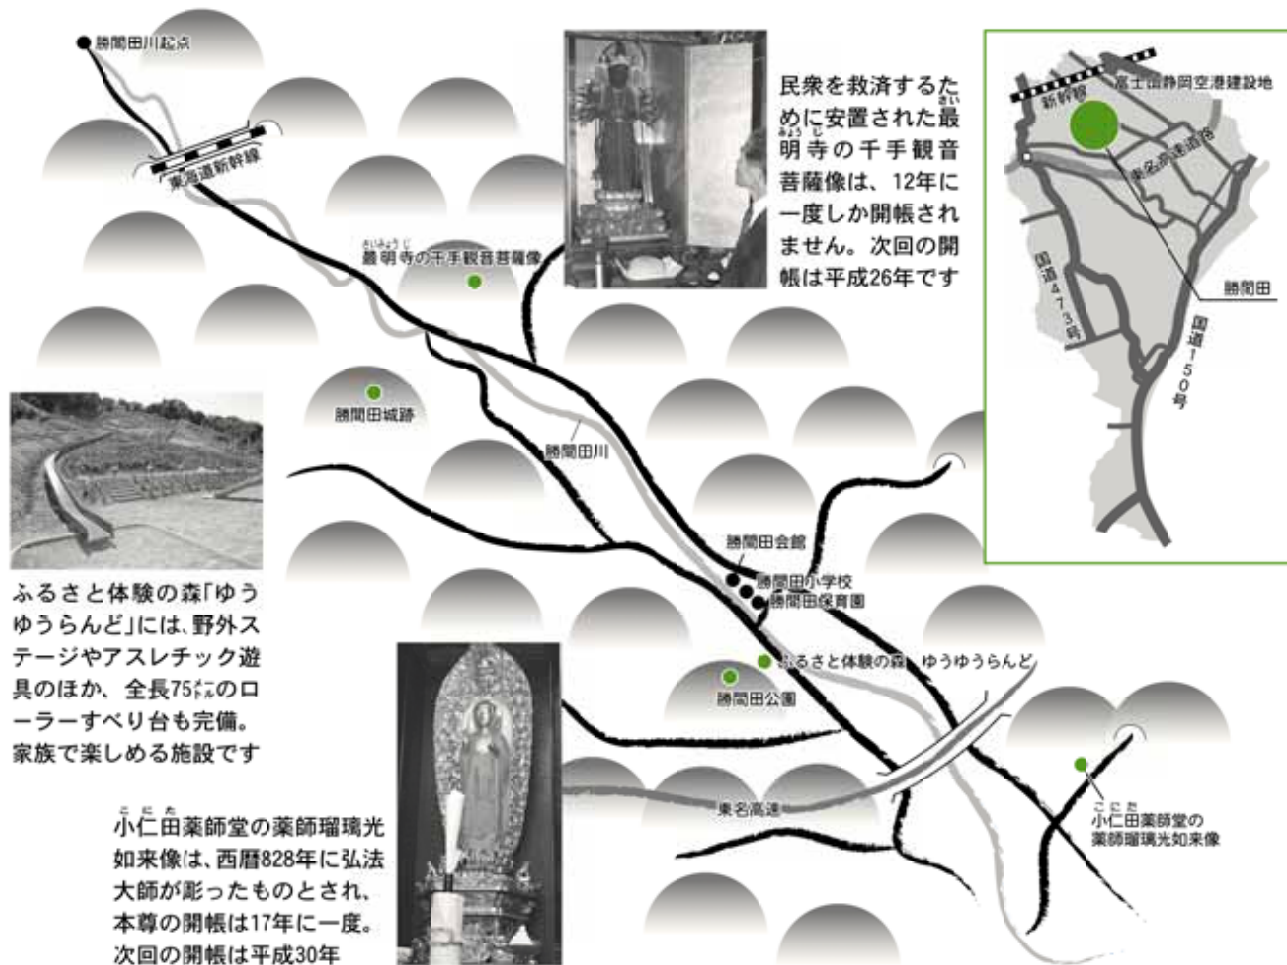 勝間田川起点
東海道新幹線
さいみょうじ
最明寺の千手観音菩薩像
勝間田城跡
勝間田川
民衆を救済するた
めに安置された最
さい
みょう じ
明寺の千手観音
菩薩像は、12年に
一度しか開帳され
ません。次回の開
帳は平成26年です
富士山静岡空港建設地
新幹線
東名高速道路
勝間田
国道473号
国道150号
ふるさと体験の森「ゆう
ゆうらんど」には、野外ス
テージやアスレチック遊
具のほか、全長75㍍のロ
ーラーすべり台も完備。
家族で楽しめる施設です
勝間田会館
勝間田小学校
勝間田保育園
ふるさと体験の森 ゆうゆうらんど
勝間田公園
東名高速
こにた
小仁田薬師堂の
薬師瑠璃光如来像
こにた
小仁田薬師堂の薬師瑠璃光
如来像は、西暦828年に弘法
大師が彫ったものとされ、
本尊の開帳は17年に一度。
次回の開帳は平成30年